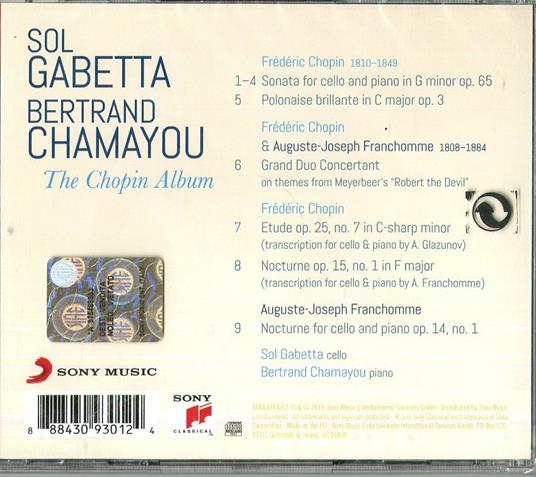 SOL
GABETTA
BERTRAND
CHAMAYOU
The Chopin Album
Frédéric Chopin 1810–1849
1–4 Sonata for cello and piano in G minor op. 65
5 Polonaise brillante in C major op. 3
Frédéric Chopin
& Auguste-Joseph Franchomme 1808–1884
6 Grand Duo Concertant
on themes from Meyerbeer's "Robert the Devil"
Frédéric Chopin
7 Etude op. 25, no. 7 in C-sharp minor
(transcription for cello & piano by A. Glazunov)
8 Nocturne op. 15, no. 1 in F major
(transcription for cello & piano by A. Franchomme)
Auguste-Joseph Franchomme
9 Nocturne for cello and piano op. 14, no. 1
Sol Gabetta cello
Bertrand Chamayou piano
SONY MUSIC
SONY
CLASSICAL
8 88430 93012 4